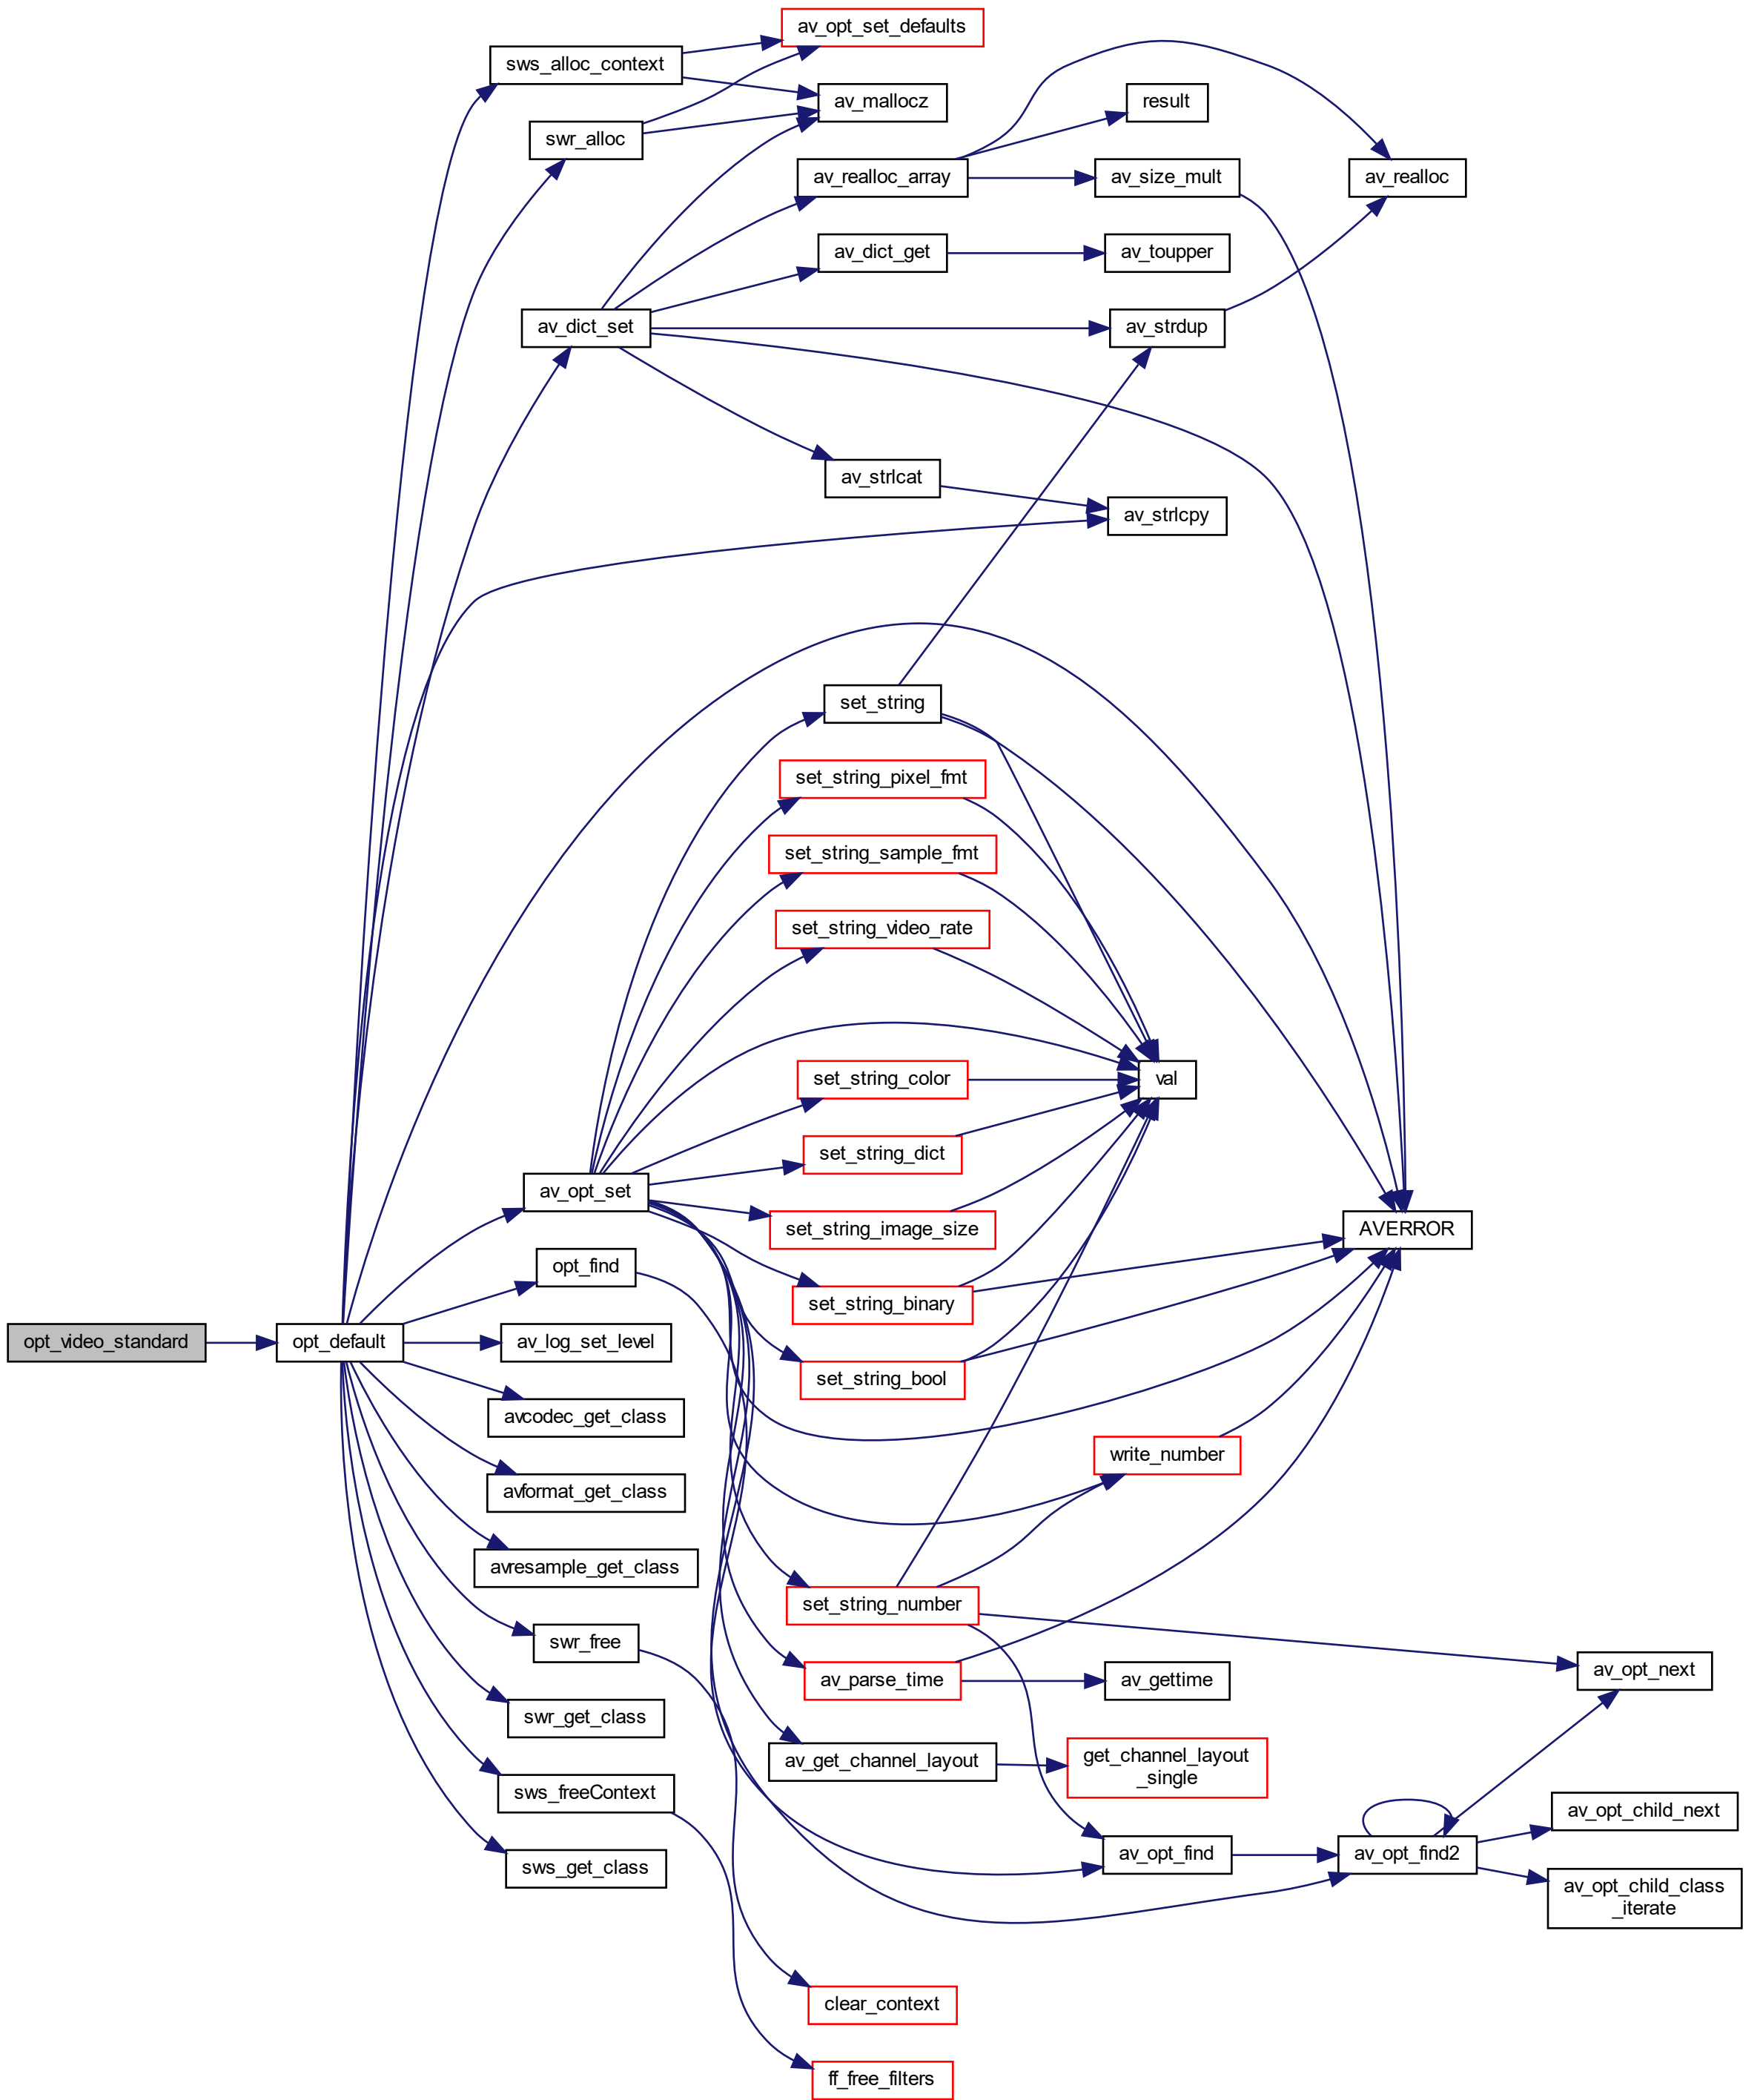 av_opt_set_defaults
sws_alloc_context
av_mallocz
result
swr_alloc
av_realloc_array
av_size_mult
av_realloc
av_dict_get
av_toupper
av_dict_set
av_strdup
av_strlcat
av_strlcpy
set_string
set_string_pixel_fmt
set_string_sample_fmt
set_string_video_rate
set_string_color
val
set_string_dict
av_opt_set
set_string_image_size
AVERROR
opt_find
set_string_binary
opt_video_standard
opt_default
av_log_set_level
set_string_bool
avcodec_get_class
write_number
avformat_get_class
avresample_get_class
set_string_number
swr_free
av_parse_time
av_gettime
av_opt_next
swr_get_class
av_get_channel_layout
get_channel_layout
_single
sws_freeContext
av_opt_child_next
sws_get_class
av_opt_find
av_opt_find2
av_opt_child_class
_iterate
clear_context
ff_free_filters